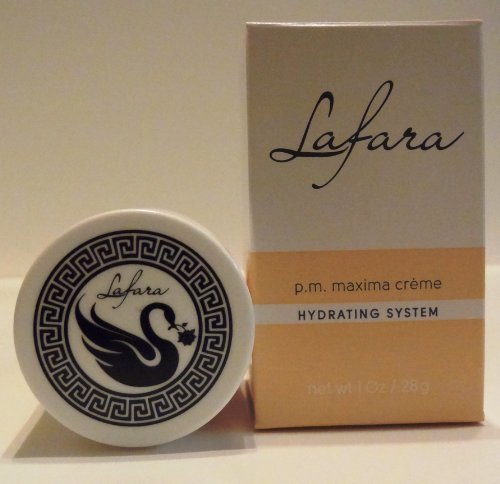 Lafara
p.m. maxima crème
HYDRATING SYSTEM
net wt 1 Oz / 28g
Lafara